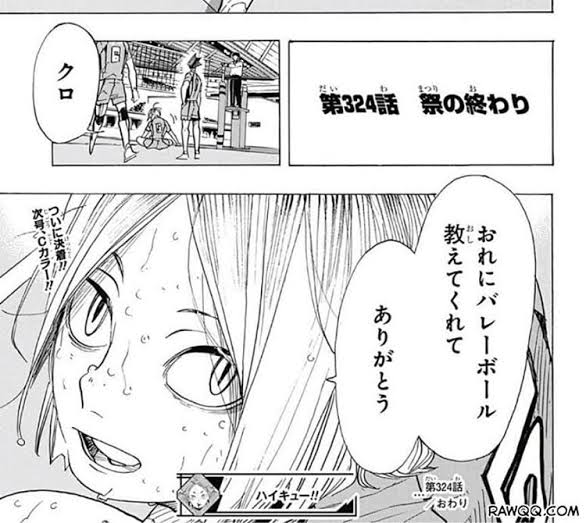 第324話 祭の終わり
クロ
おれにバレーボール
教えてくれて
ありがとう
ついに決着!!
次号、Cカラー!!
ハイキュー!!
第324話
…/おわり
RAWQQ.COM